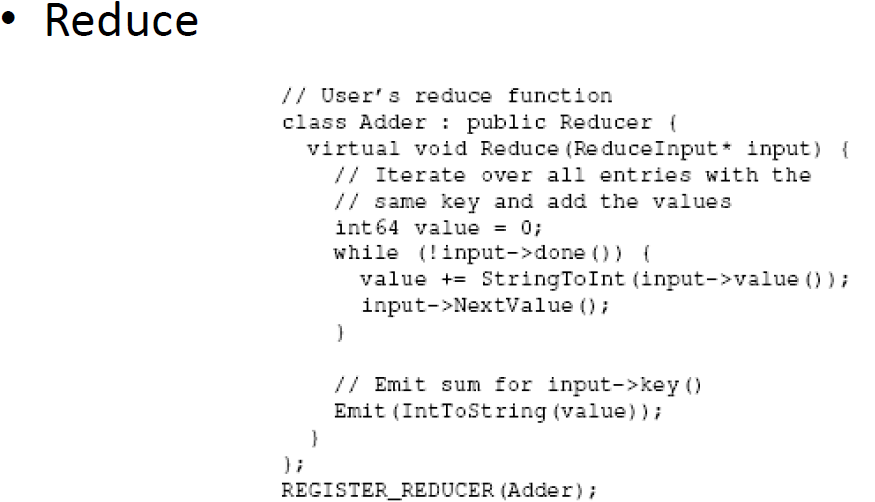 • Reduce
// User's reduce function
class Adder : public Reducer {
virtual void Reduce(ReduceInput* input) {
// Iterate over all entries with the
// same key and add the values
int64 value = 0;
while (!input->done()) {
value += StringToInt(input->value());
input->NextValue();
}
// Emit sum for input->key()
Emit(IntToString(value));
}
};
REGISTER_REDUCER(Adder);